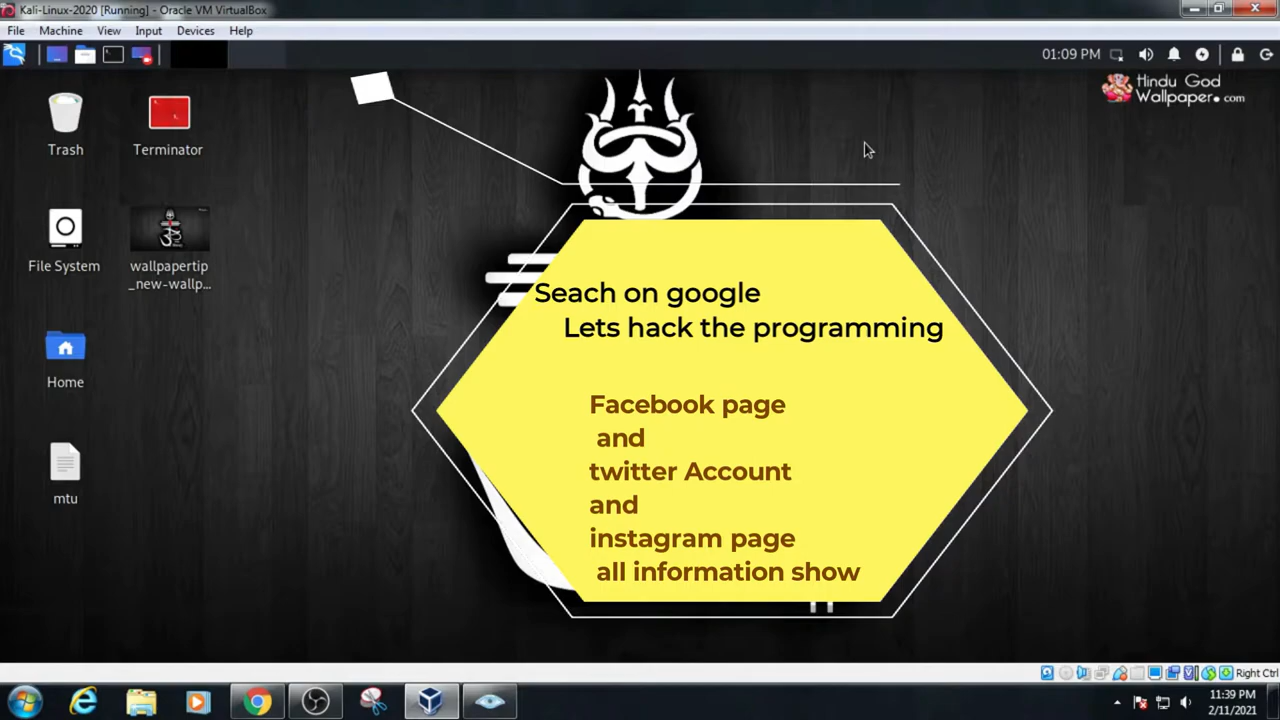 Kali-Linux-2020 [Running] - Oracle VM VirtualBox
File Machine View Input Devices Help
01:09 PM
Hindu God
Wallpaper.com
Trash
Terminator
File System
wallpapertip
_new-wallp...
Home
mtu
Seach on google
Lets hack the programming
Facebook page
and
twitter Account
and
instagram page
all information show
Right Ctrl
11:39 PM
2/11/2021